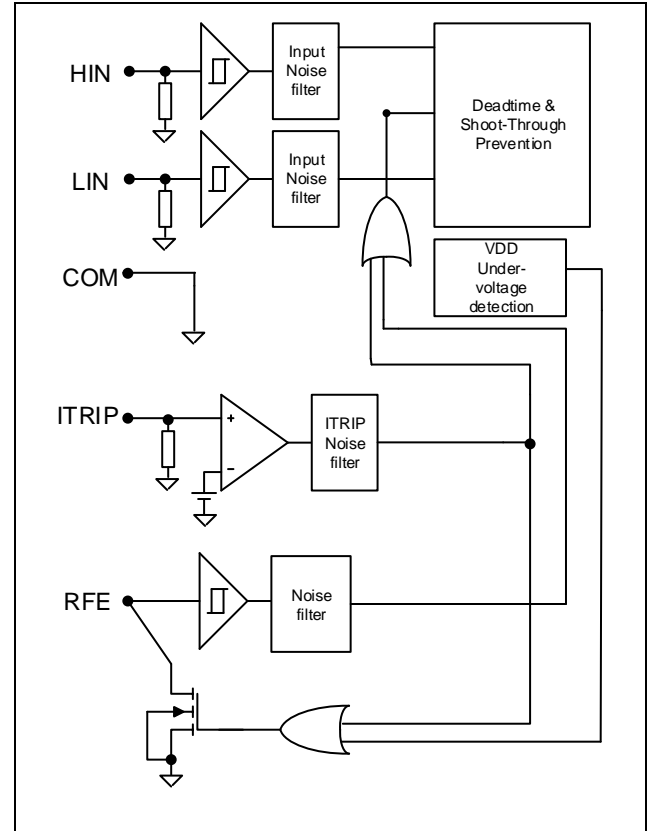 HIN
Input
Noise
filter
Deadtime &
Shoot-Through
Prevention
LIN
Input
Noise
filter
COM
VDD
Under-
voltage
detection
ITRIP
+
-
ITRIP
Noise
filter
RFE
Noise
filter